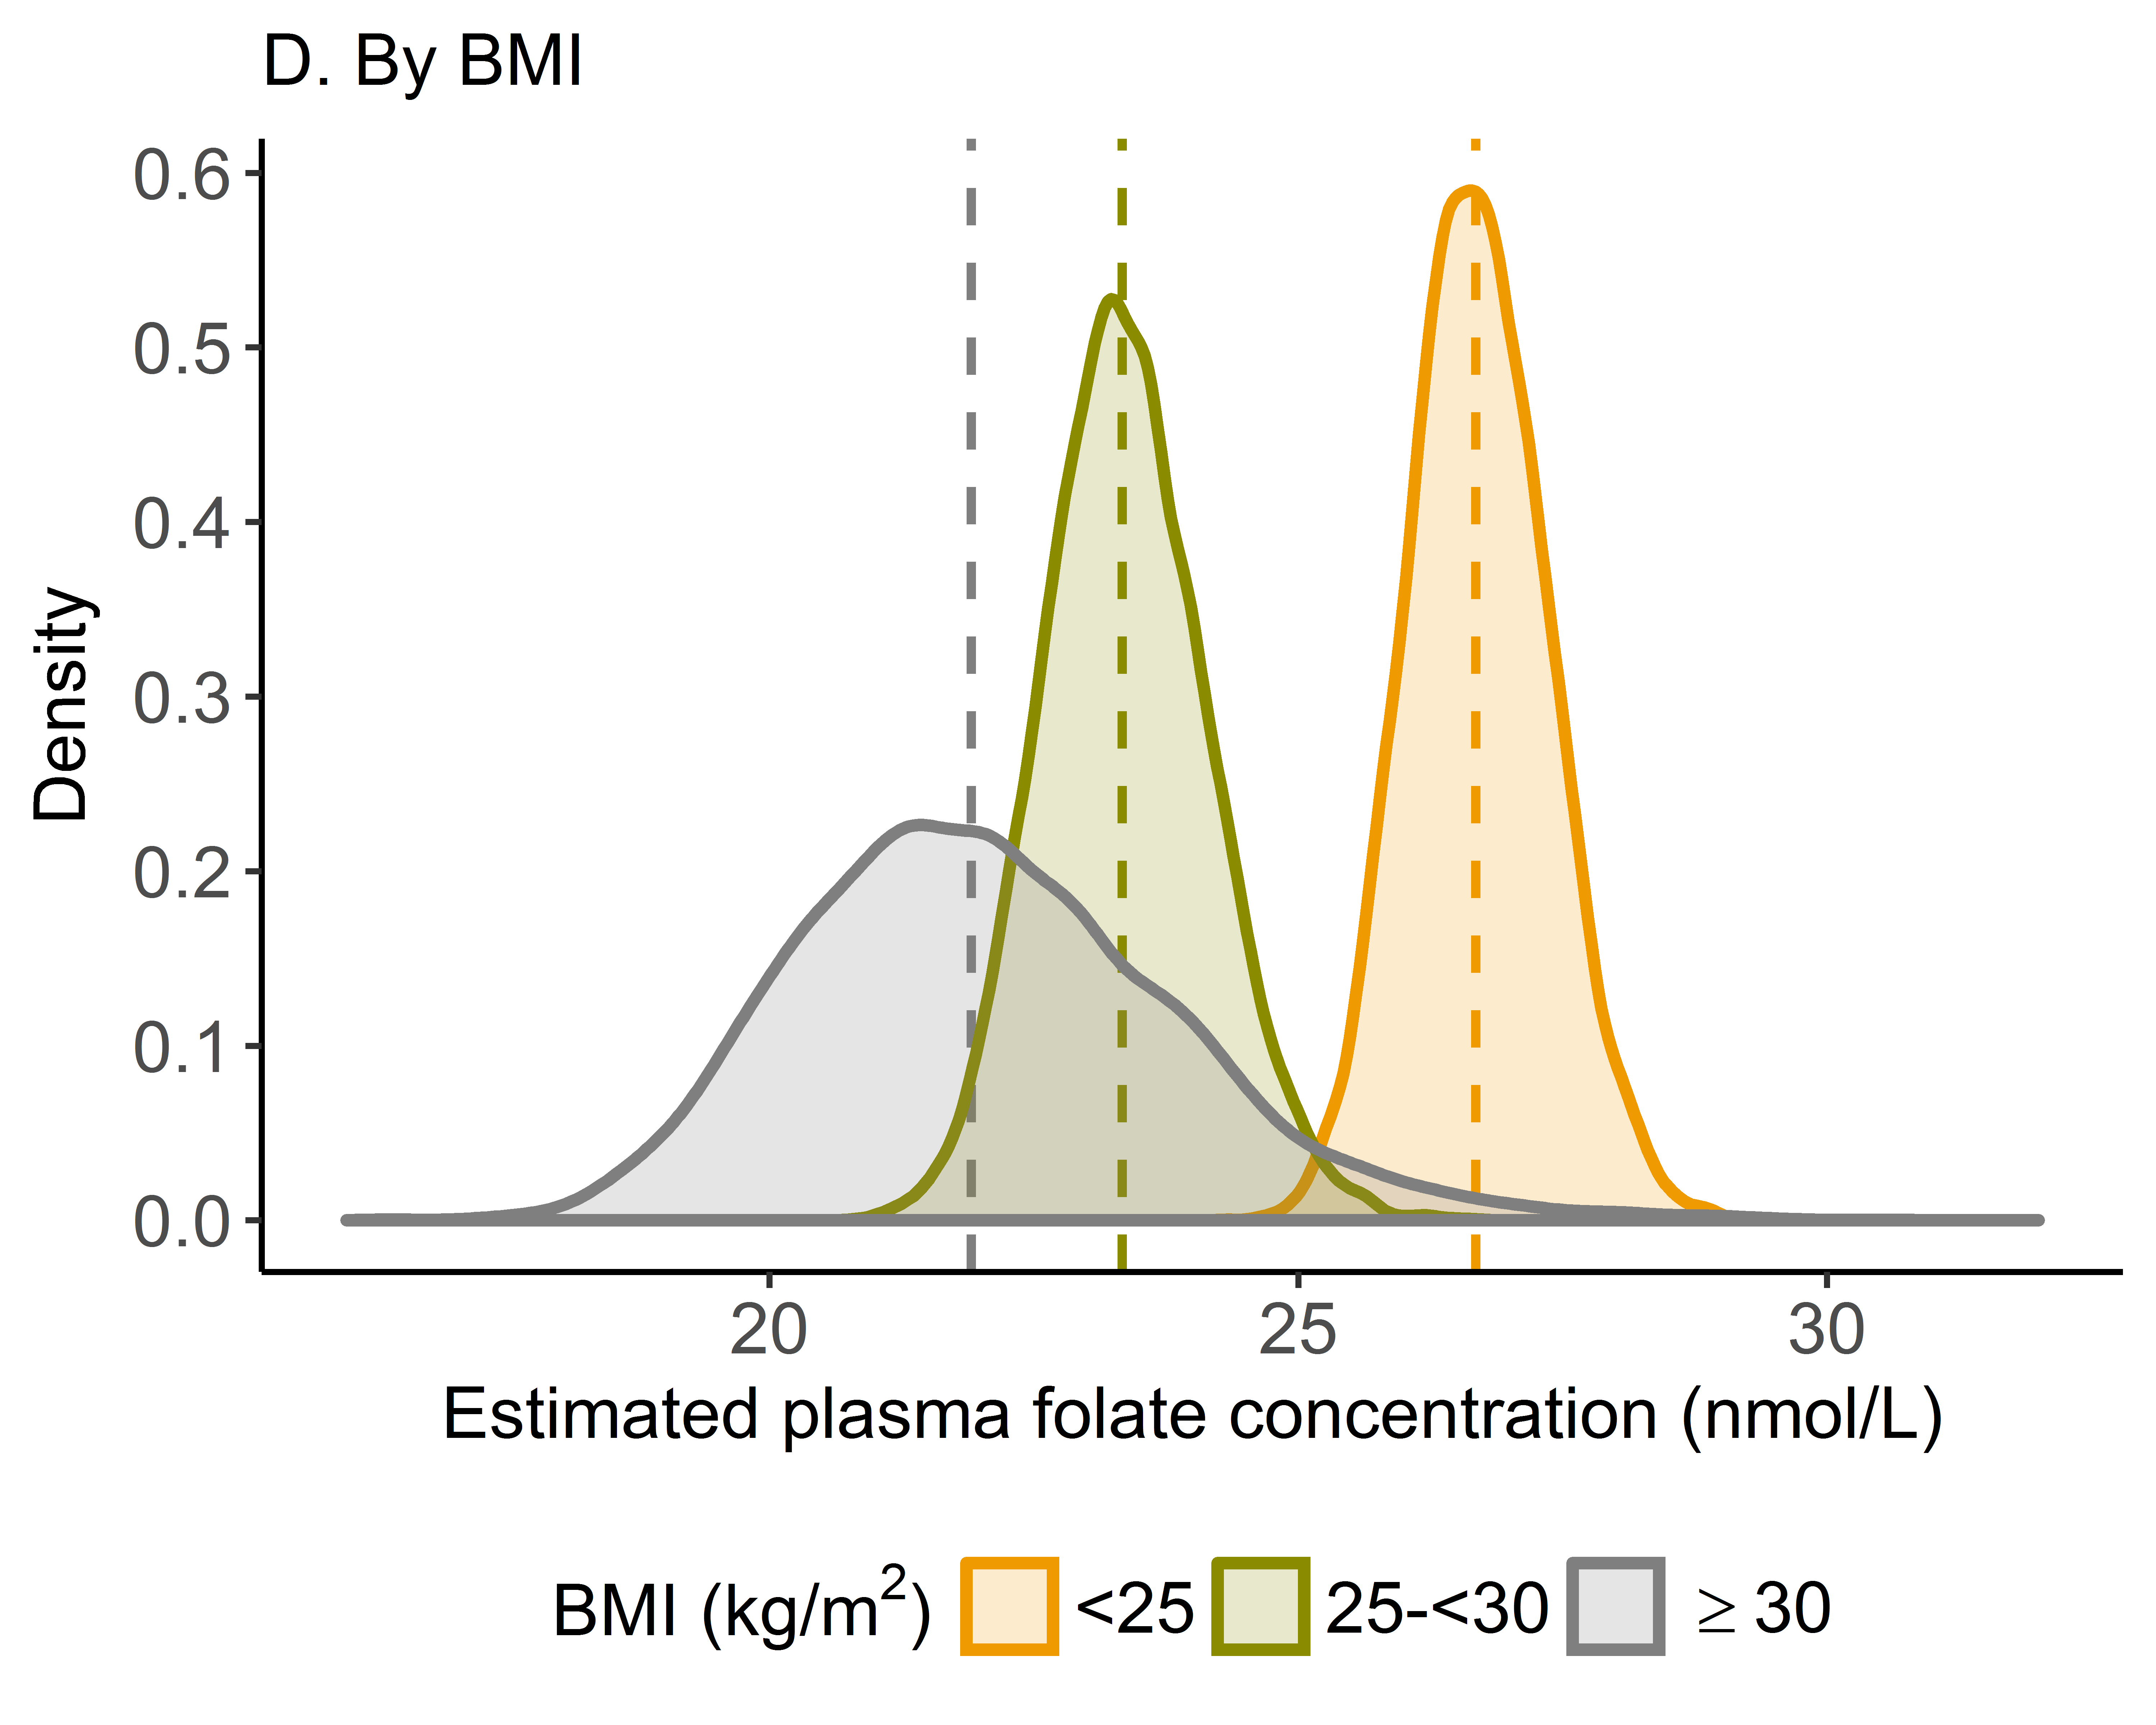 D. By BMI
0.6
0.5
0.4
0.3
0.2
0.1
0.0
Density
20 25 30
Estimated plasma folate concentration (nmol/L)
BMI (kg/m²) <25 25-<30 ≥ 30